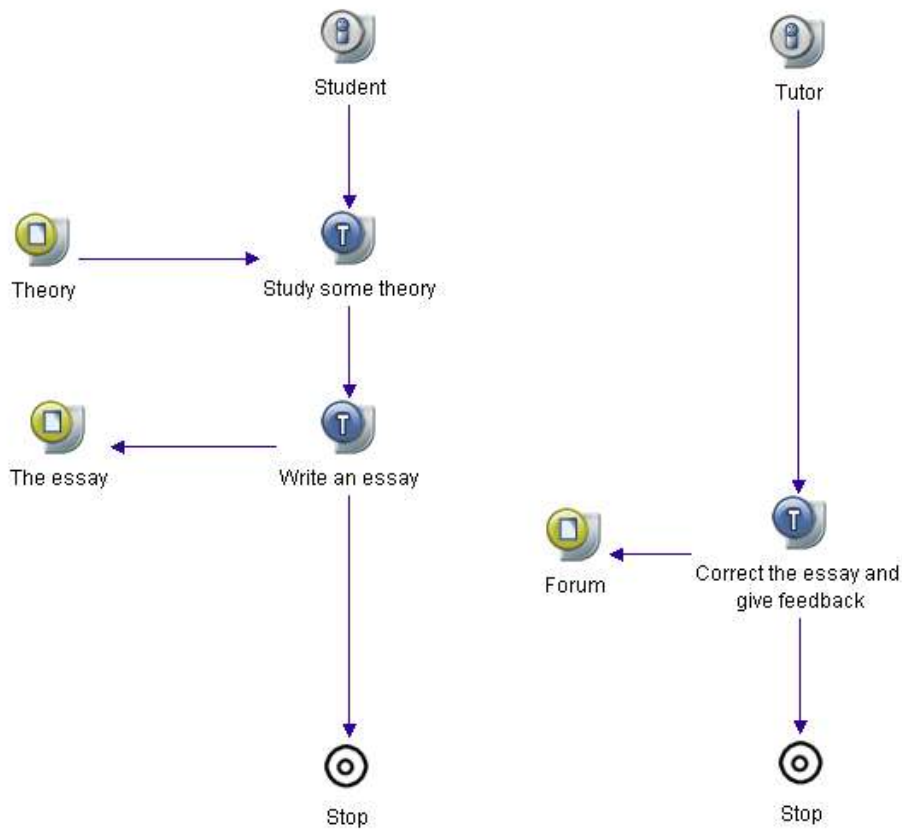 Student
Tutor
Theory
Study some theory
The essay
Write an essay
Forum
Correct the essay and
give feedback
Stop
Stop